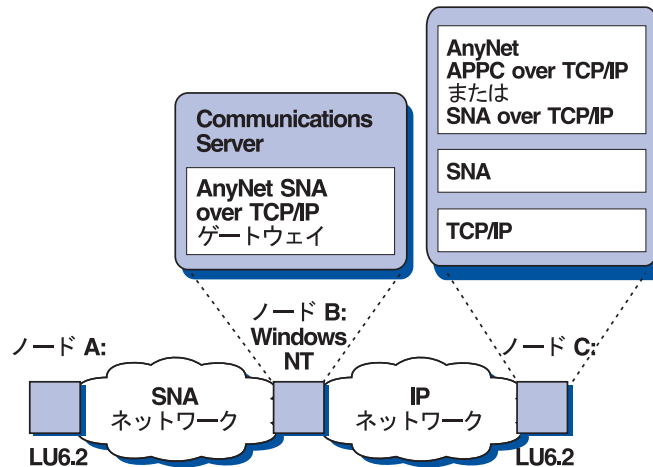 AnyNet
APPC over TCP/IP
または
SNA over TCP/IP
SNA
TCP/IP
Communications
Server
AnyNet SNA
over TCP/IP
ゲートウェイ
ノード A:
ノード B:
Windows
NT
ノード C:
SNA
ネットワーク
IP
ネットワーク
LU6.2
LU6.2